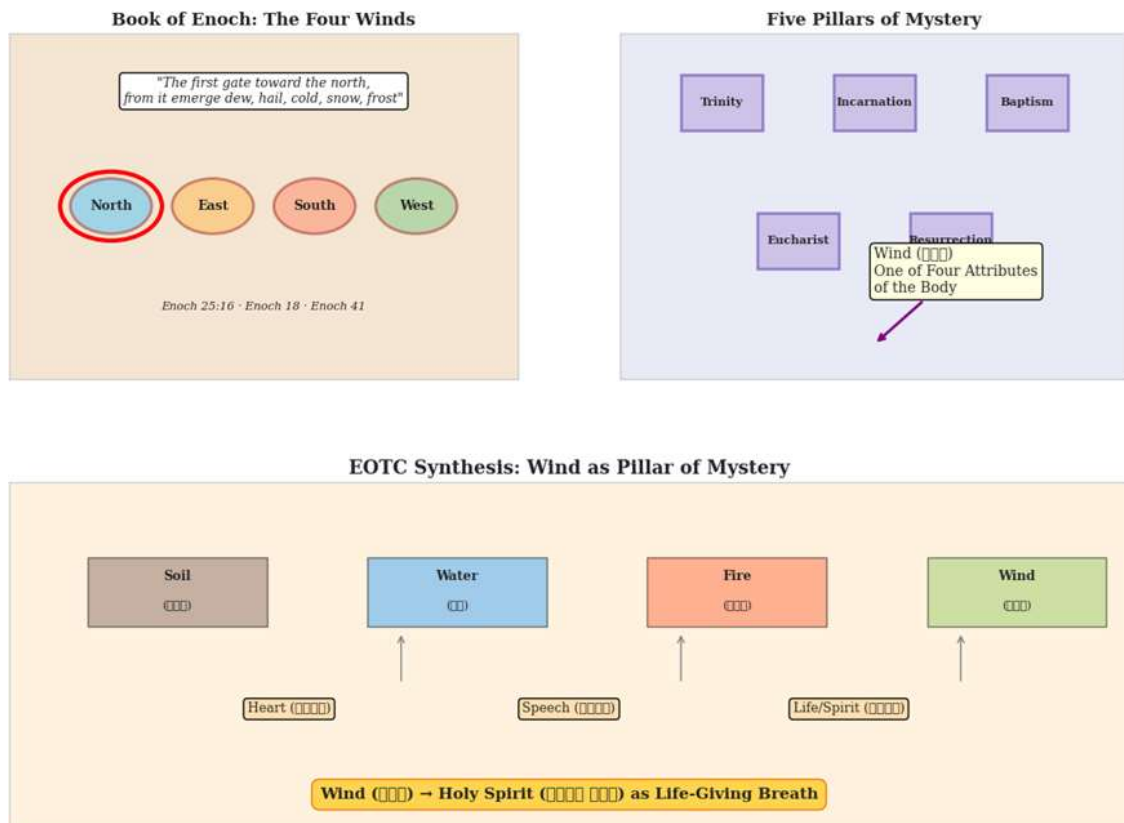 Book of Enoch: The Four Winds
"The first gate toward the north,
from it emerge dew, hail, cold, snow, frost"
North
East
South
West
Enoch 25:16 · Enoch 18 · Enoch 41
Five Pillars of Mystery
Trinity
Incarnation
Baptism
Eucharist
Resurrection
Wind (□□□)
One of Four Attributes
of the Body
EOTC Synthesis: Wind as Pillar of Mystery
Soil
(□□□)
Water
(□□)
Fire
(□□□)
Wind
(□□□)
Heart (□□□□)
Speech (□□□□)
Life/Spirit (□□□□)
Wind (□□□) → Holy Spirit (□□□□ □□□) as Life-Giving Breath